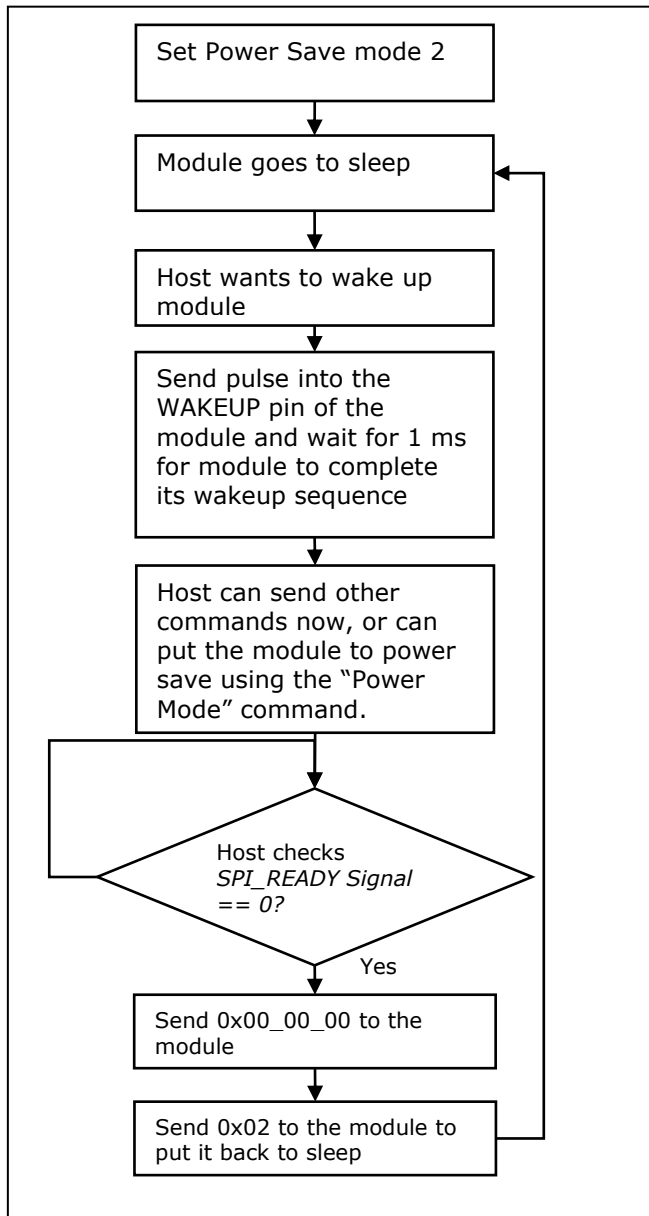 Set Power Save mode 2
Module goes to sleep
Host wants to wake up
module
Send pulse into the
WAKEUP pin of the
module and wait for 1 ms
for module to complete
its wakeup sequence
Host can send other
commands now, or can
put the module to power
save using the “Power
Mode” command.
Host checks
SPI_READY Signal
== 0?
Yes
Send 0x00_00_00 to the
module
Send 0x02 to the module to
put it back to sleep